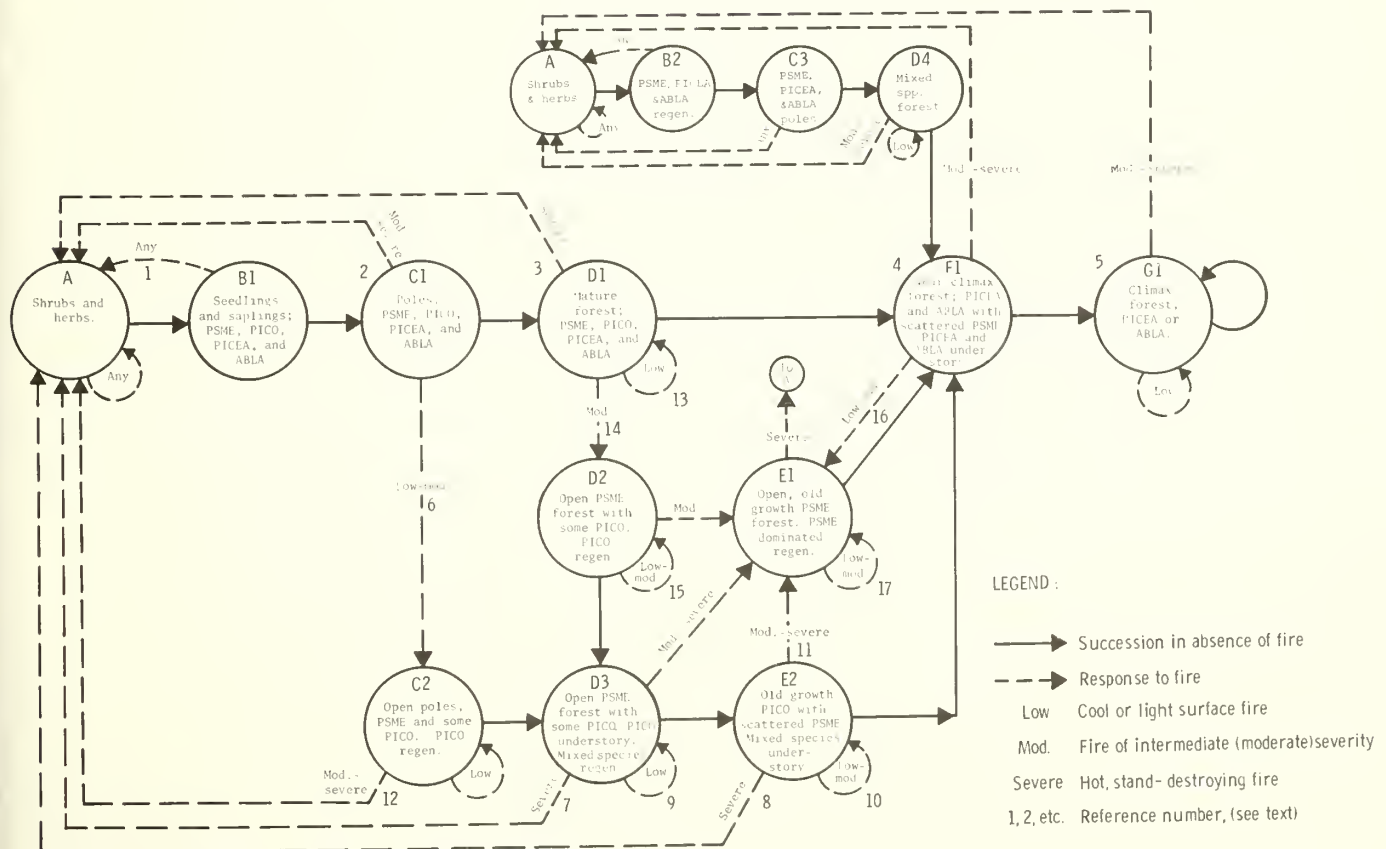 A
Shrubs
& herbs
Any
B2
PSME,
&ABLA
regen.
C3
PSME,
PICEA,
&ABLA
poles
D4
Mixed
spp.
forest
Low
Mod.-severe
A
Shrubs and
herbs.
Any
Any
1
B1
Seedlings
and saplings;
PSME, PICO,
PICEA, and
ABLA
2
Mod
C1
Poles,
PSME, PICO,
PICEA, and
ABLA
3
D1
Mature
forest;
PSME, PICO,
PICEA, and
ABLA
Low
13
4
F1
climax
forest; PICEA
and ABLA with
scattered PSME
PICEA and
ABLA under
story
5
G1
Climax
forest,
PICEA or
ABLA.
Low
Mod
14
To
A
Severe
Low
16
6
D2
Open PSME
forest with
some PICO.
PICO
regen
Low-
mod
15
Mod
E1
Open, old
growth PSME
forest. PSME
dominated
regen.
Low-
mod
17
Mod.-severe
Mod.-severe
11
C2
Open poles,
PSME and some
PICO. PICO
regen.
Low
Mod.-
severe
12
D3
Open PSME
forest with
some PICO, PICO
understory.
Mixed species
regen
Low
9
Severe
7
E2
Old growth
PICO with
scattered PSME
Mixed species
under-
story
Low-
mod
10
Severe
8
LEGEND :
Succession in absence of fire
Response to fire
Low Cool or light surface fire
Mod. Fire of intermediate (moderate) severity
Severe Hot, stand-destroying fire
1, 2, etc. Reference number, (see text)